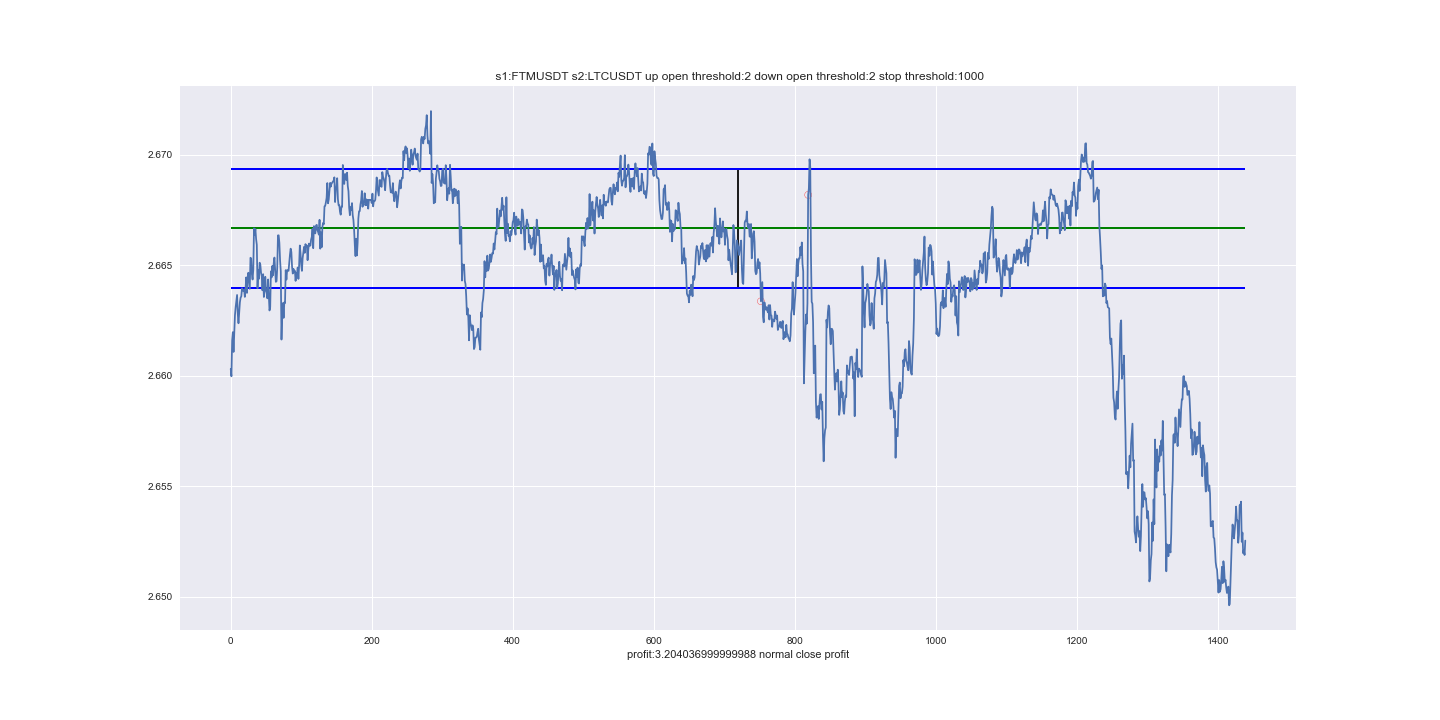 s1:FTMUSDT s2:LTCUSDT up open threshold:2 down open threshold:2 stop threshold:1000
2.670
2.665
2.660
2.655
2.650
0 200 400 600 800 1000 1200 1400
profit:3.204036999999988 normal close profit